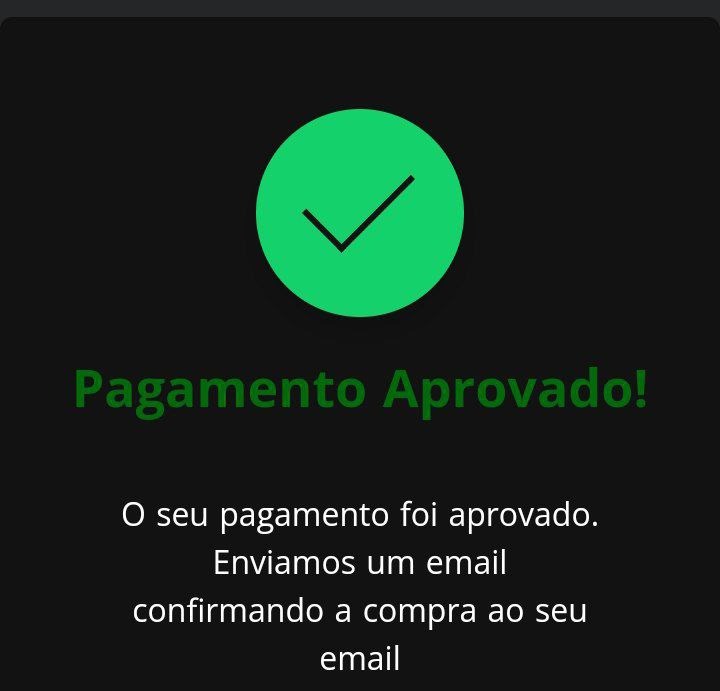 Pagamento Aprovado!
O seu pagamento foi aprovado.
Enviamos um email
confirmando a compra ao seu
email